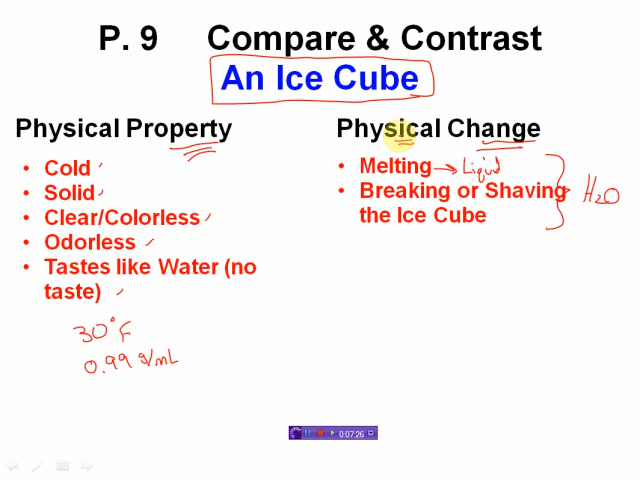 P. 9 Compare & Contrast
An Ice Cube
Physical Property
• Cold
• Solid
• Clear/Colorless
• Odorless
• Tastes like Water (no
taste)
30°F
0.99 g/mL
Physical Change
• Melting → Liquid
• Breaking or Shaving
the Ice Cube
H2O
0:07:26